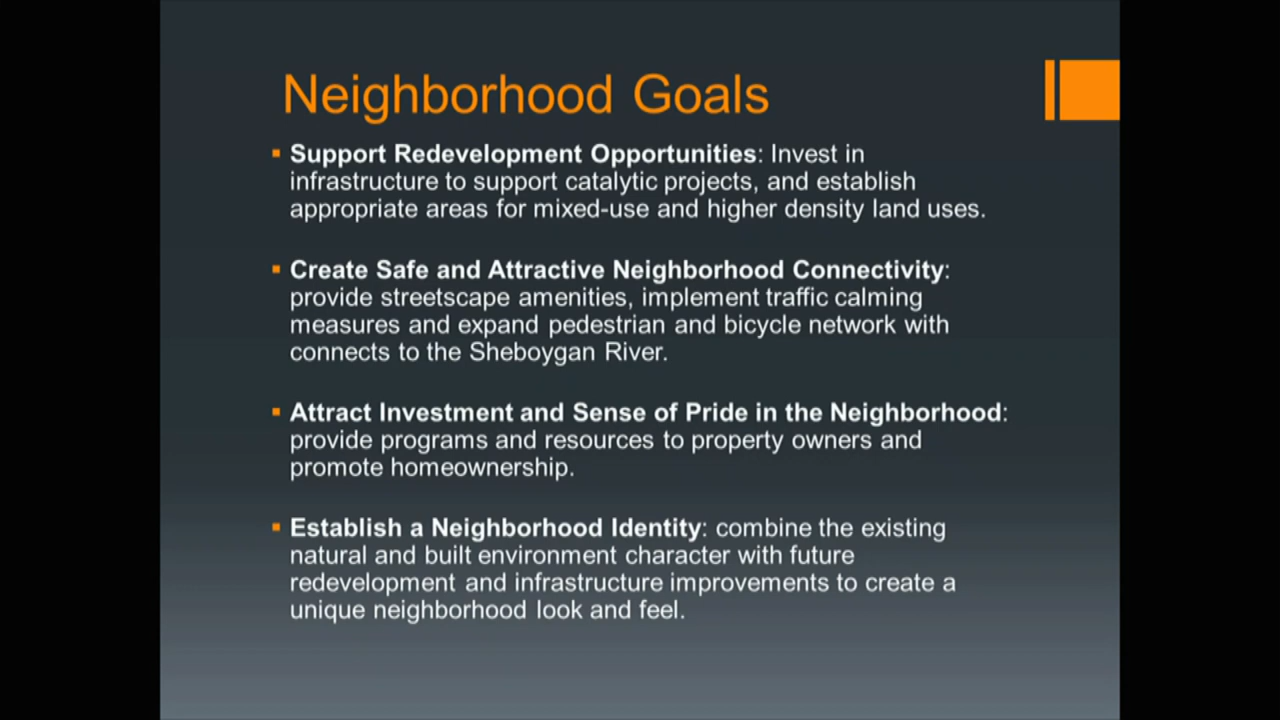 Neighborhood Goals
Support Redevelopment Opportunities: Invest in
infrastructure to support catalytic projects, and establish
appropriate areas for mixed-use and higher density land uses.
Create Safe and Attractive Neighborhood Connectivity:
provide streetscape amenities, implement traffic calming
measures and expand pedestrian and bicycle network with
connects to the Sheboygan River.
Attract Investment and Sense of Pride in the Neighborhood:
provide programs and resources to property owners and
promote homeownership.
Establish a Neighborhood Identity: combine the existing
natural and built environment character with future
redevelopment and infrastructure improvements to create a
unique neighborhood look and feel.